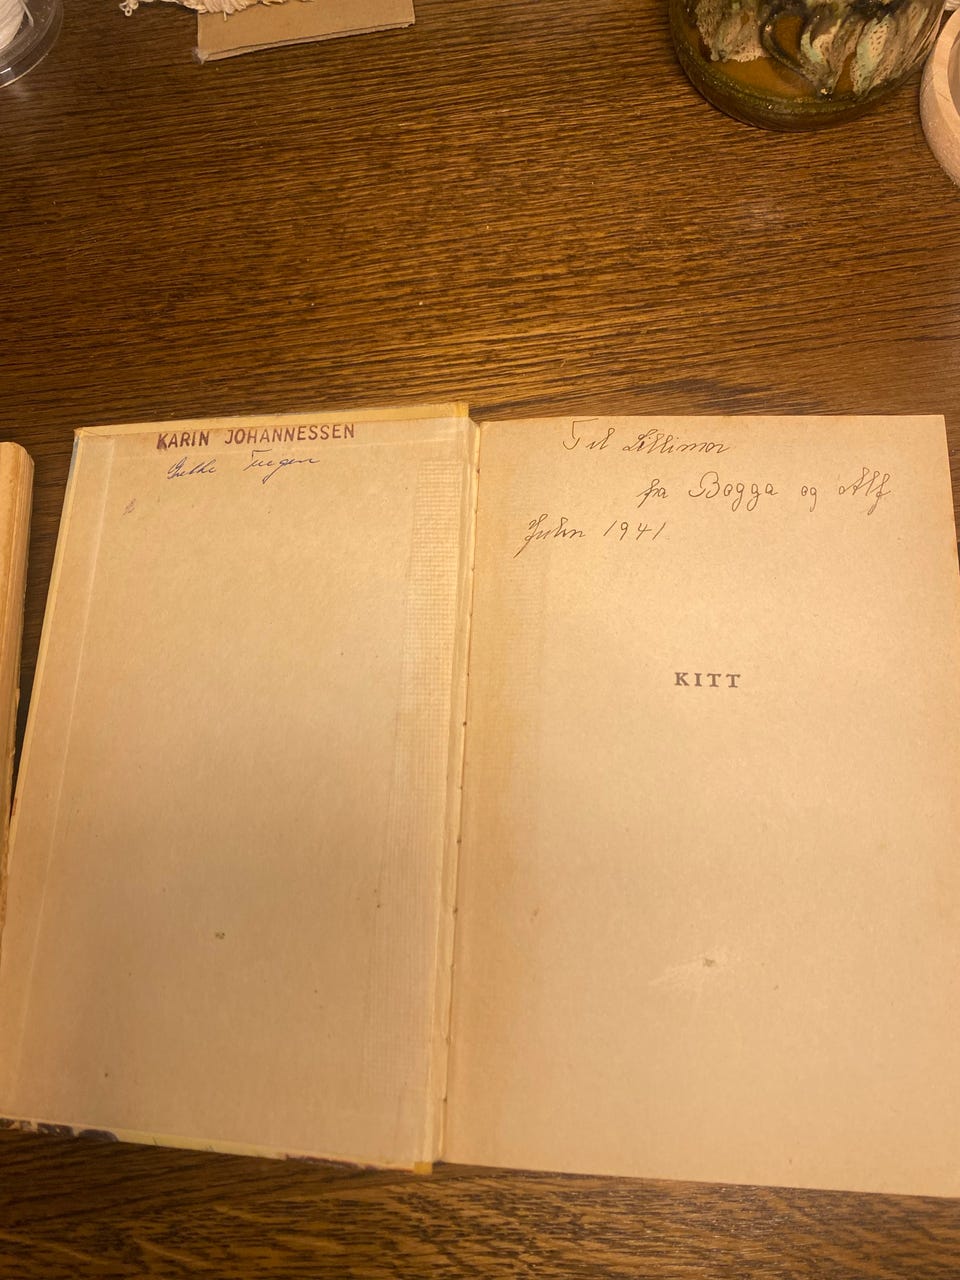 KARIN JOHANNESSEN
Til Lillimor
fra Bogga og Alf
Julen 1941
KITT